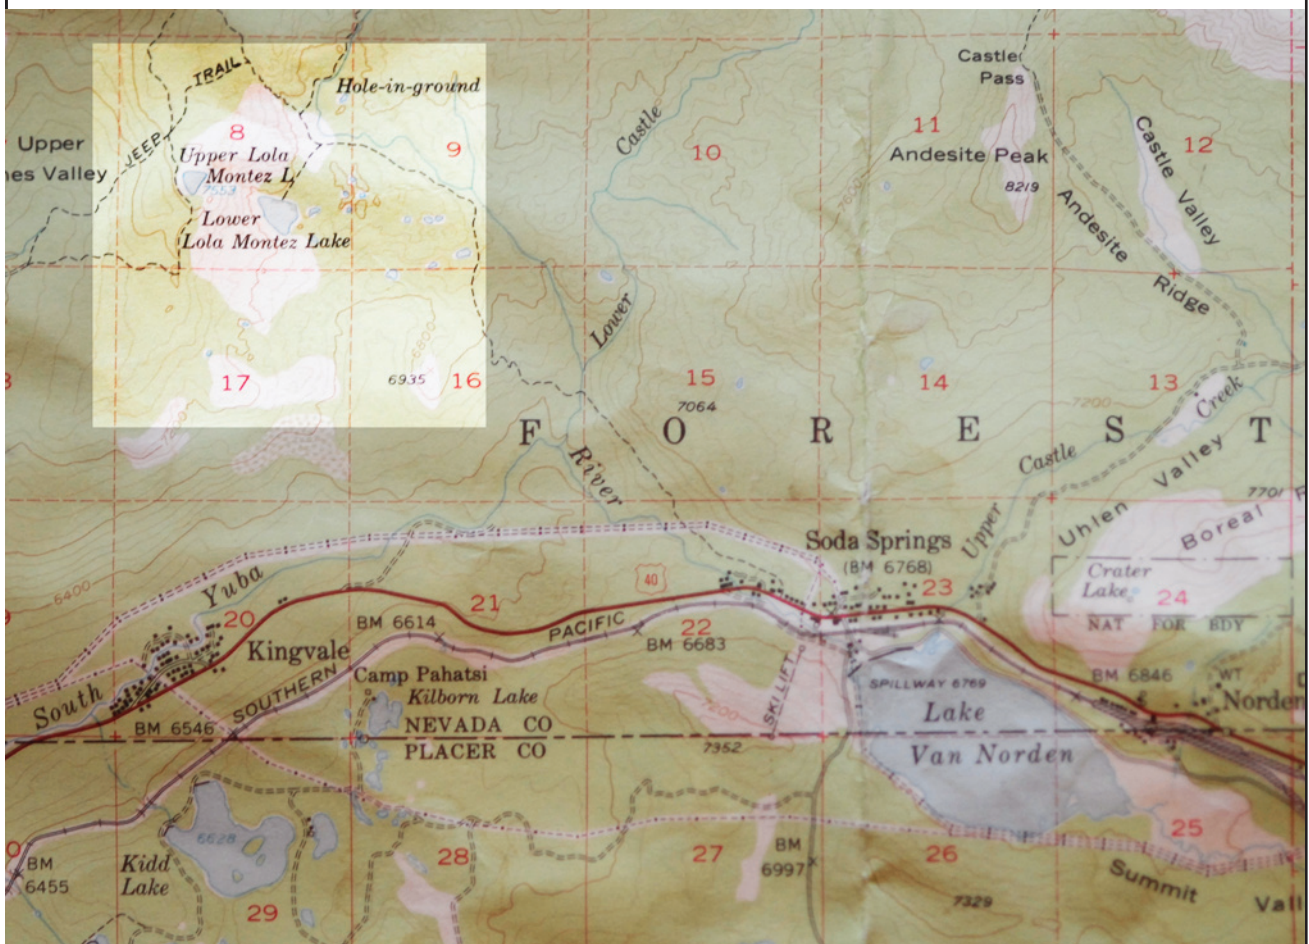 Castle
Pass
TRAIL
Hole-in-ground
Castle
8
Upper
JEEP
9
10
11
12
Upper Lola
Montez L
7553
Andesite Peak
8219
Castle Valley
Lower
Lola Montez Lake
Andesite
Ridge
Lower
7600
6800
17
6935
16
15
7064
14
13
7200
Creek
7200
F O R E S T
River
Castle
Upper
Uhlen Valley
7701
Boreal
Soda Springs
(BM 6768)
Crater
Lake
24
NAT FOR BDY
6400
Yuba
40
23
20
21
22
BM 6614
PACIFIC
BM 6683
Kingvale
SOUTHERN
Camp Pahatsi
Kilborn Lake
SKI LIFT
SPILLWAY 6769
BM 6846
WT
Norden
South
BM 6546
NEVADA CO
PLACER CO
7200
7352
Lake
Van Norden
6628
25
BM
6455
Kidd
Lake
28
27
BM
6997
26
Summit
29
7329